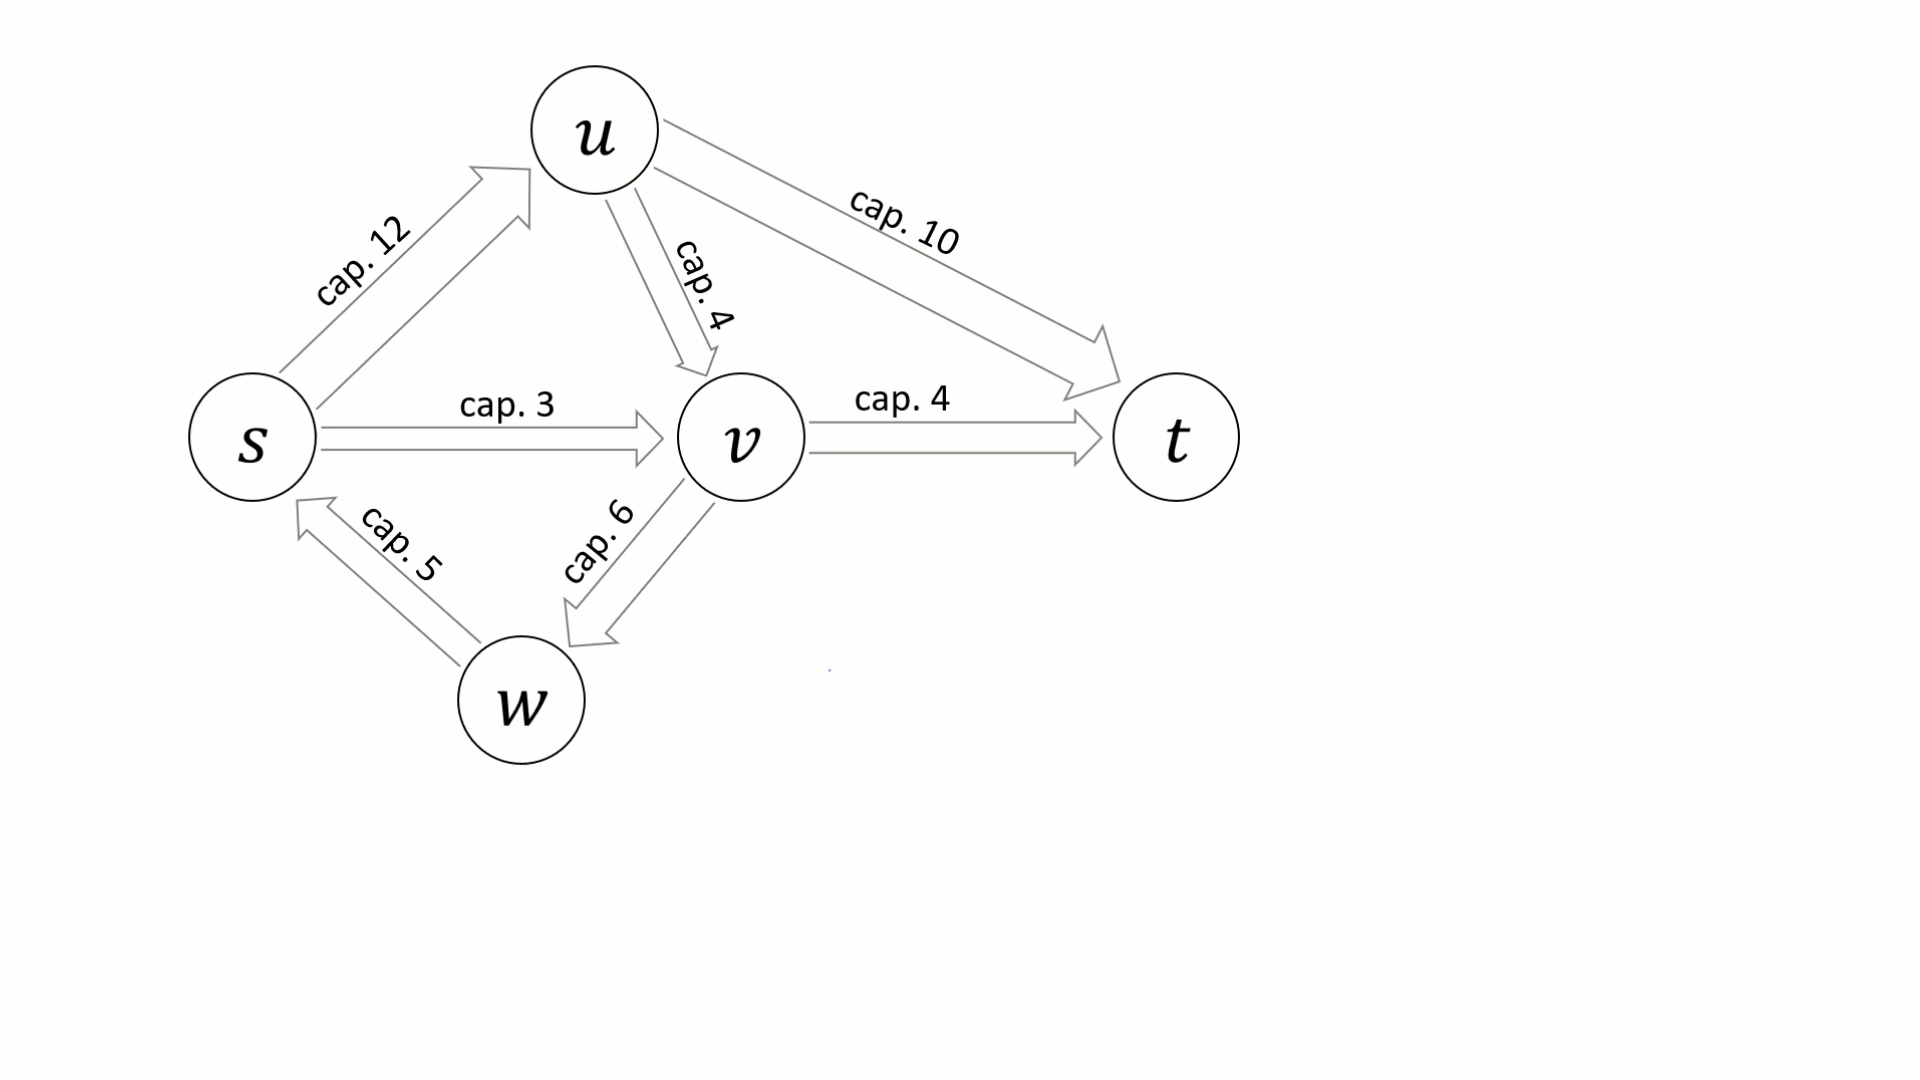 u
cap. 10
cap. 12
cap. 4
s
cap. 3
v
cap. 4
t
cap. 5
cap. 6
w